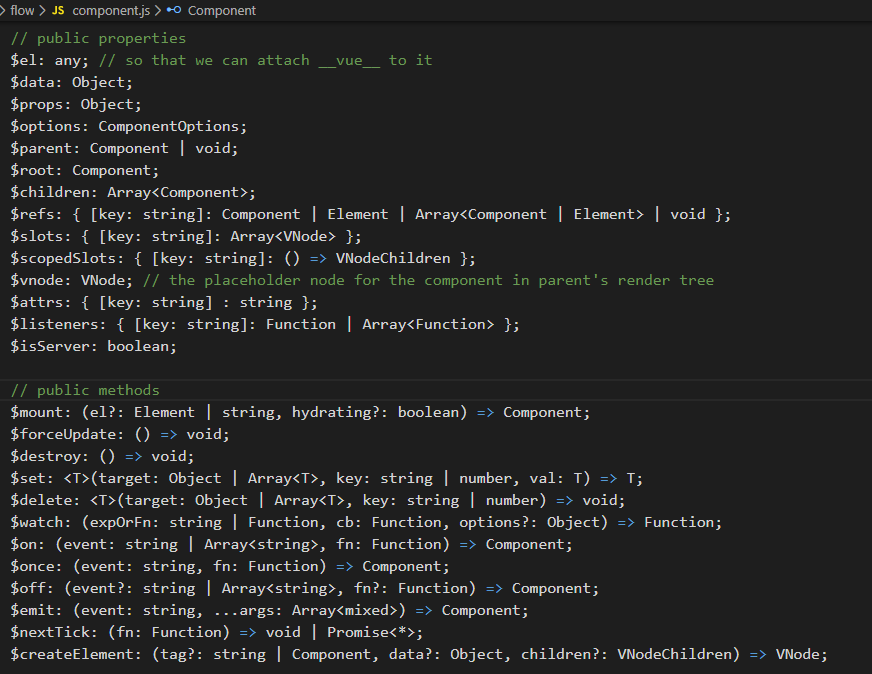 flow > JS component.js > Component
// public properties
$el: any; // so that we can attach __vue__ to it
$data: Object;
$props: Object;
$options: ComponentOptions;
$parent: Component | void;
$root: Component;
$children: Array<Component>;
$refs: { [key: string]: Component | Element | Array<Component | Element> | void };
$slots: { [key: string]: Array<VNode> };
$scopedSlots: { [key: string]: () => VNodeChildren };
$vnode: VNode; // the placeholder node for the component in parent's render tree
$attrs: { [key: string] : string };
$listeners: { [key: string]: Function | Array<Function> };
$isServer: boolean;
// public methods
$mount: (el?: Element | string, hydrating?: boolean) => Component;
$forceUpdate: () => void;
$destroy: () => void;
$set: <T>(target: Object | Array<T>, key: string | number, val: T) => T;
$delete: <T>(target: Object | Array<T>, key: string | number) => void;
$watch: (expOrFn: string | Function, cb: Function, options?: Object) => Function;
$on: (event: string | Array<string>, fn: Function) => Component;
$once: (event: string, fn: Function) => Component;
$off: (event?: string | Array<string>, fn?: Function) => Component;
$emit: (event: string, ...args: Array<mixed>) => Component;
$nextTick: (fn: Function) => void | Promise<*>;
$createElement: (tag?: string | Component, data?: Object, children?: VNodeChildren) => VNode;